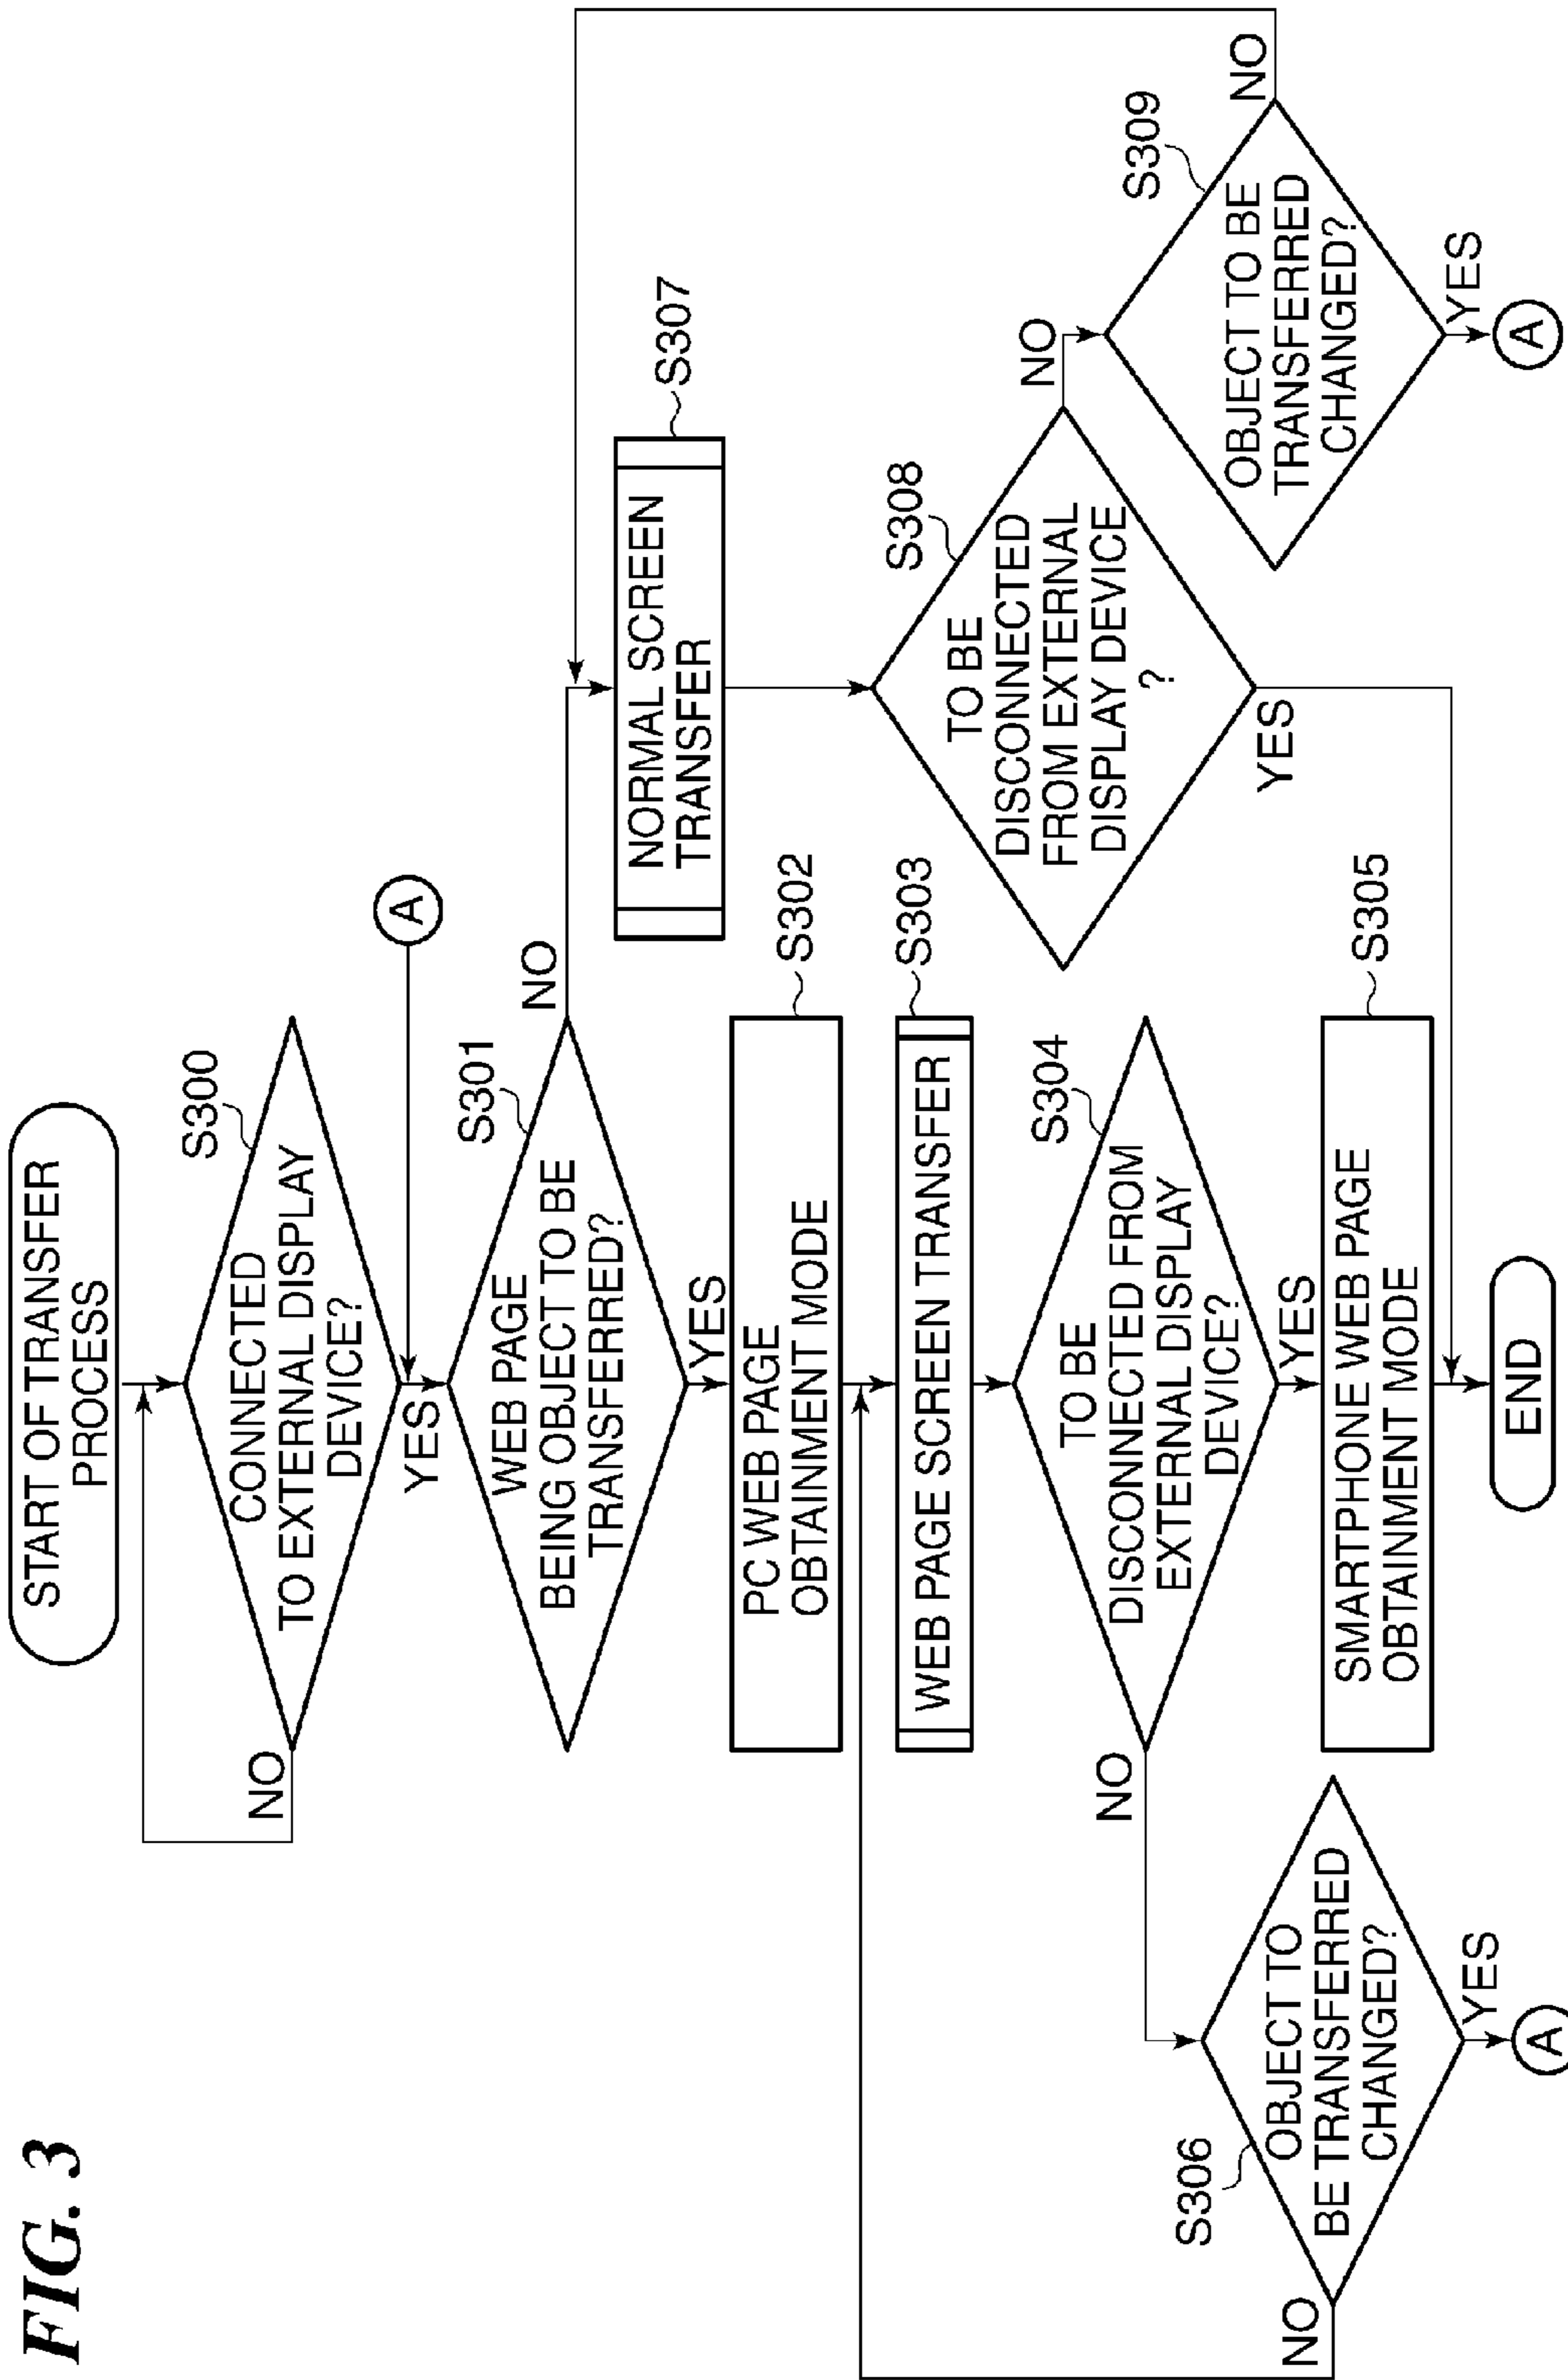 FIG. 3
START OF TRANSFER
PROCESS
S300
CONNECTED
TO EXTERNAL DISPLAY
DEVICE?
NO
YES
A
S301
WEB PAGE
BEING OBJECT TO BE
TRANSFERRED?
NO
YES
S302
PC WEB PAGE
OBTAINMENT MODE
S303
WEB PAGE SCREEN TRANSFER
S304
TO BE
DISCONNECTED FROM
EXTERNAL DISPLAY
DEVICE?
NO
YES
S305
SMARTPHONE WEB PAGE
OBTAINMENT MODE
END
S306
OBJECT TO
BE TRANSFERRED
CHANGED?
NO
YES
A
S307
NORMAL SCREEN
TRANSFER
S308
TO BE
DISCONNECTED
FROM EXTERNAL
DISPLAY DEVICE
?
NO
YES
S309
OBJECT TO BE
TRANSFERRED
CHANGED?
NO
YES
A